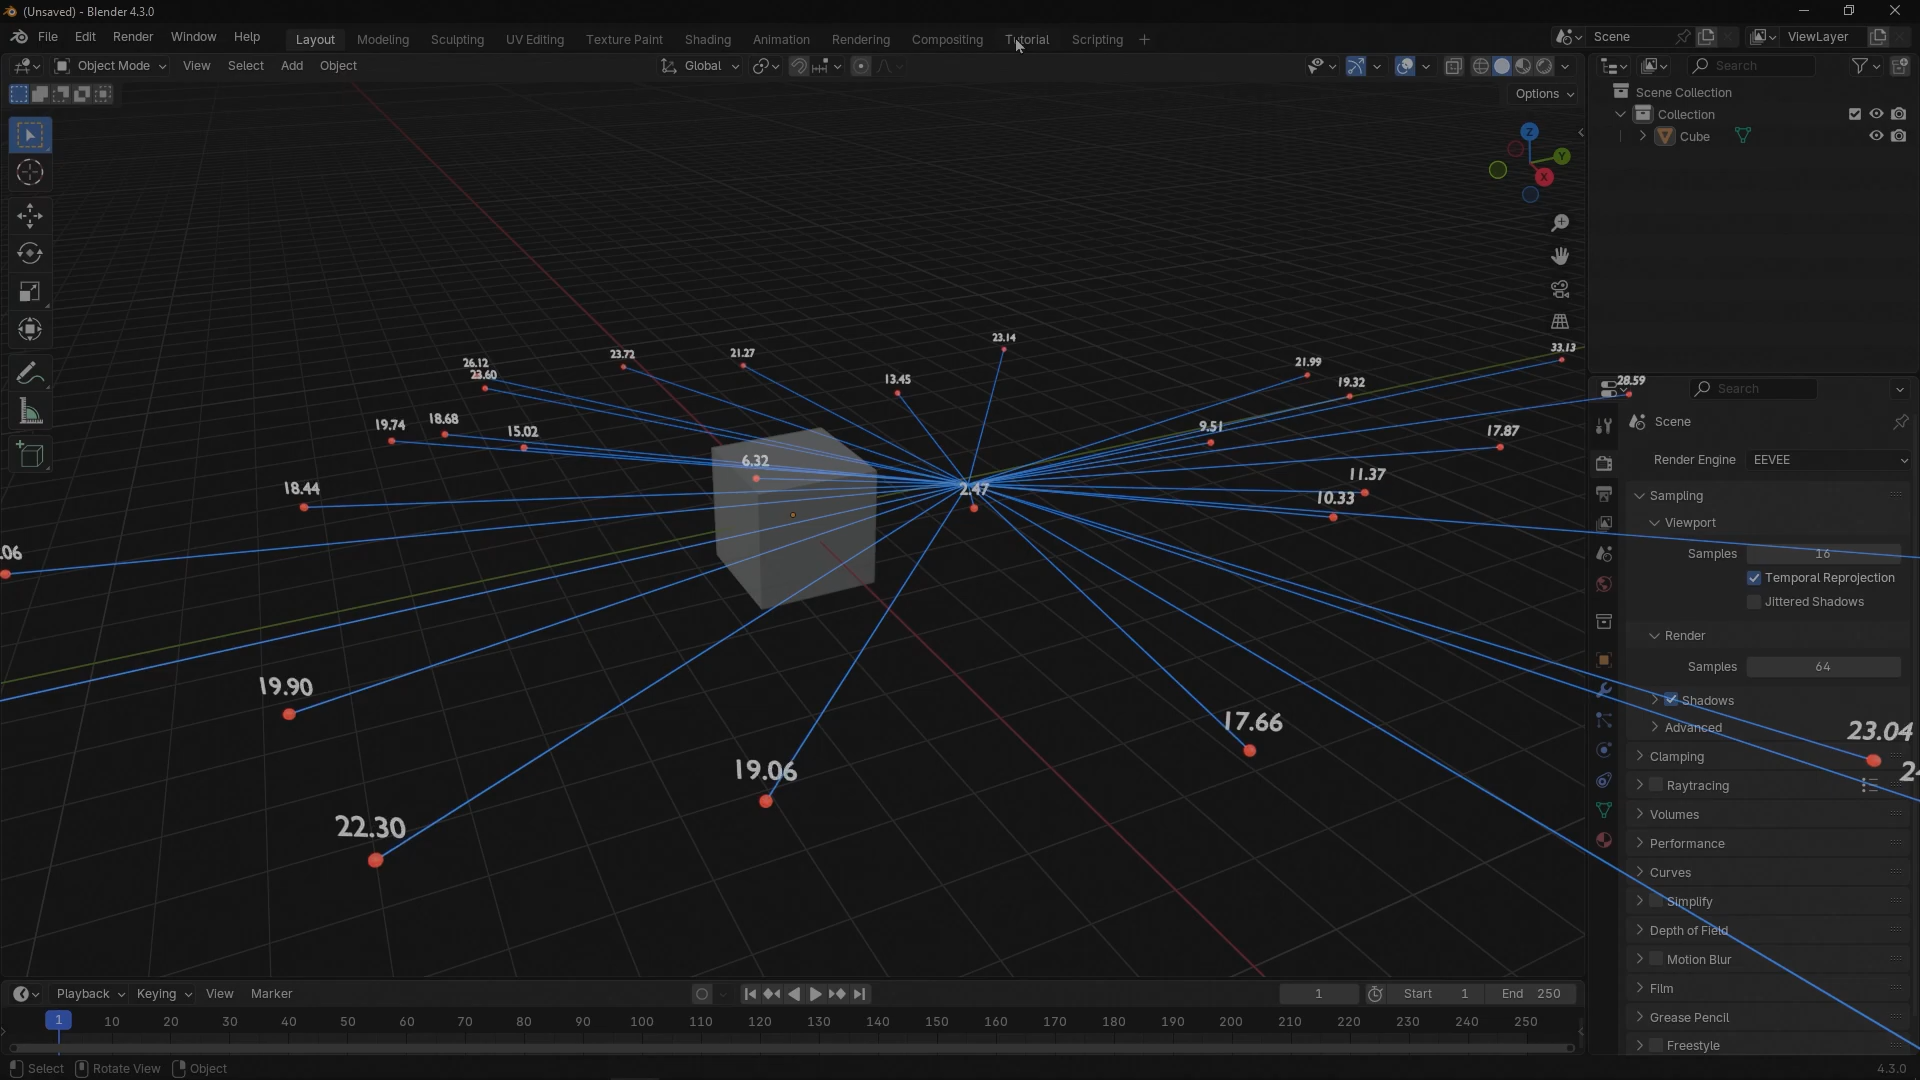 (Unsaved) - Blender 4.3.0
File Edit Render Window Help Layout Modeling Sculpting UV Editing Texture Paint Shading Animation Rendering Compositing Tutorial Scripting + Scene ViewLayer
Object Mode View Select Add Object Global Search
Options
Scene Collection
Collection
Cube
Z
Y
X
23.14
33.13
26.12 23.72 21.27 21.99
23.60 13.45 19.32 28.59 Search
19.74 18.68 15.02 9.51 17.87 Scene
6.32 Render Engine EEVEE
18.44 2.47 11.37
10.33
Sampling
Viewport
.06 Samples 16
Temporal Reprojection
Jittered Shadows
Render
Samples 64
19.90
Shadows
17.66 Advanced 23.04
Clamping
19.06
Raytracing
22.30 Volumes
Performance
Curves
Simplify
Depth of Field
Motion Blur
Film
Playback Keying View Marker 1 Start 1 End 250
Grease Pencil
1 10 20 30 40 50 60 70 80 90 100 110 120 130 140 150 160 170 180 190 200 210 220 230 240 250
Freestyle
Select Rotate View Object 4.3.0